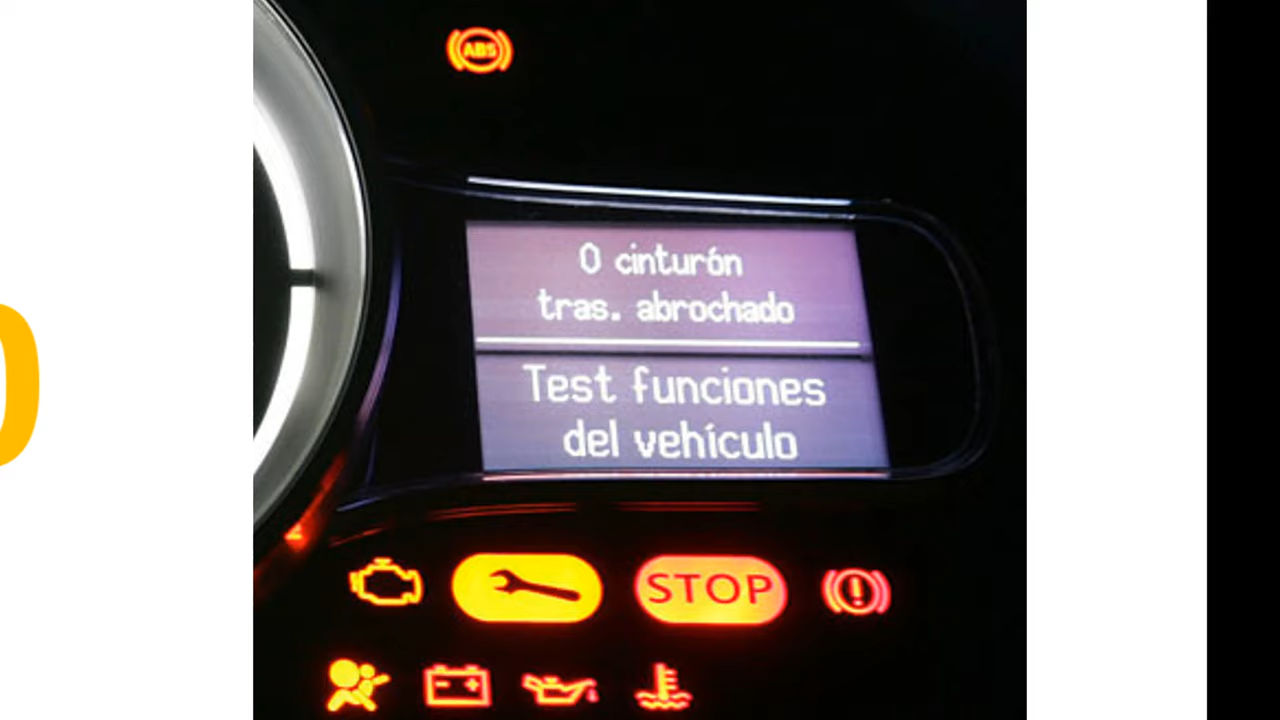 ABS
0 cinturón
tras. abrochado
Test funciones
del vehículo
STOP